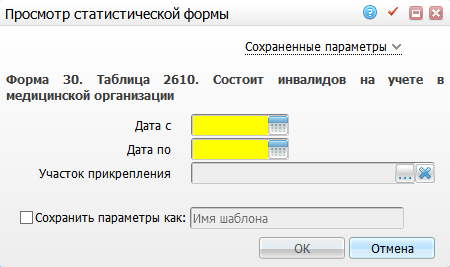 Просмотр статистической формы
Сохраненные параметры
Форма 30. Таблица 2610. Состоит инвалидов на учете в
медицинской организации
Дата с
Дата по
Участок прикрепления
...
Сохранить параметры как: Имя шаблона
OK Отмена